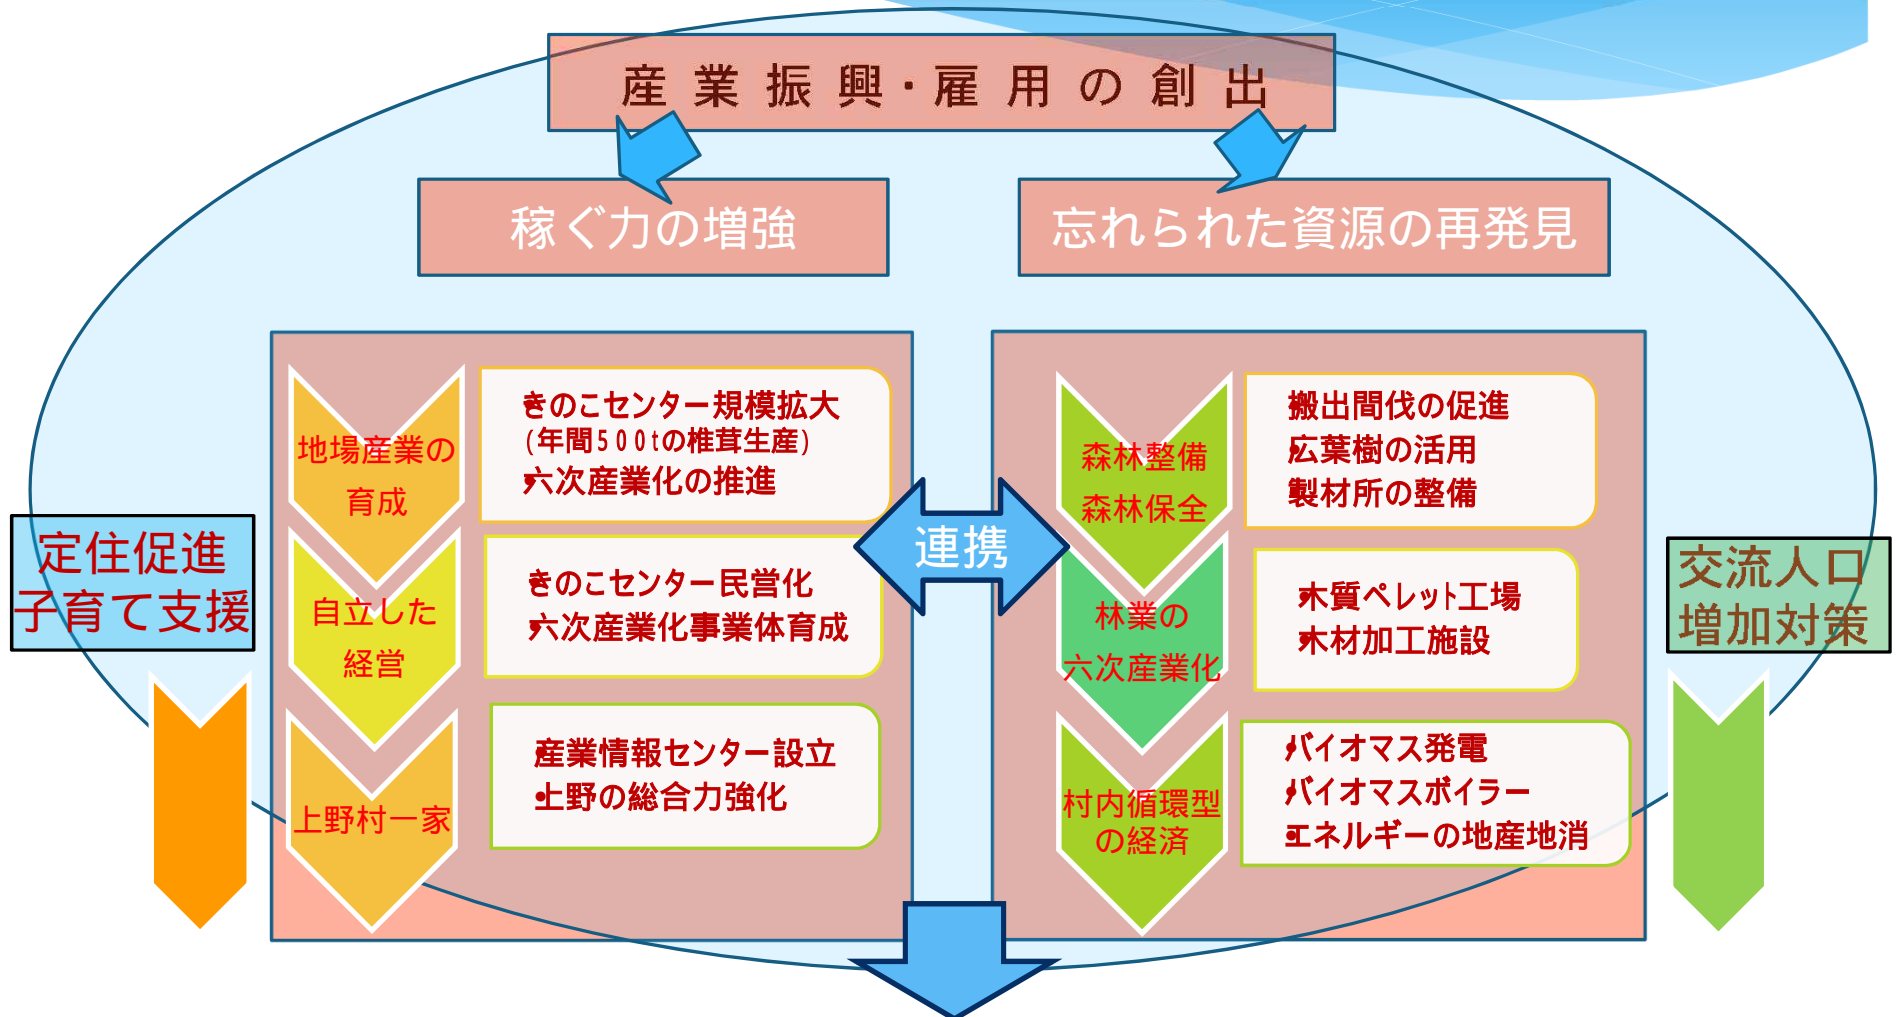 産業振興・雇用の創出
稼ぐ力の増強
忘れられた資源の再発見
地場産業の
育成
・きのこセンター規模拡大
(年間500tの椎茸生産)
・六次産業化の推進
自立した
経営
・きのこセンター民営化
・六次産業化事業体育成
上野村一家
・産業情報センター設立
・上野の総合力強化
連携
森林整備
森林保全
・搬出間伐の促進
・広葉樹の活用
・製材所の整備
林業の
六次産業化
・木質ペレット工場
・木材加工施設
村内循環型
の経済
・バイオマス発電
・バイオマスボイラー
・エネルギーの地産地消
定住促進
子育て支援
交流人口
増加対策